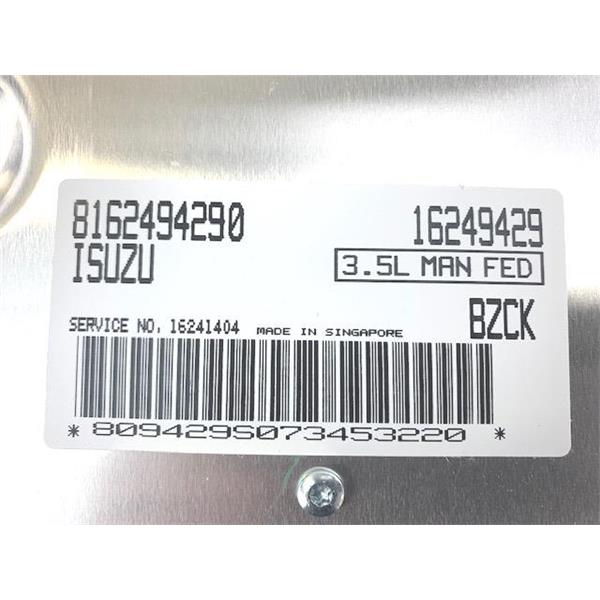 8162494290 16249429
ISUZU 3.5L MAN FED
SERVICE NO. 16241404 MADE IN SINGAPORE BZCK
* 809429S073453220 *